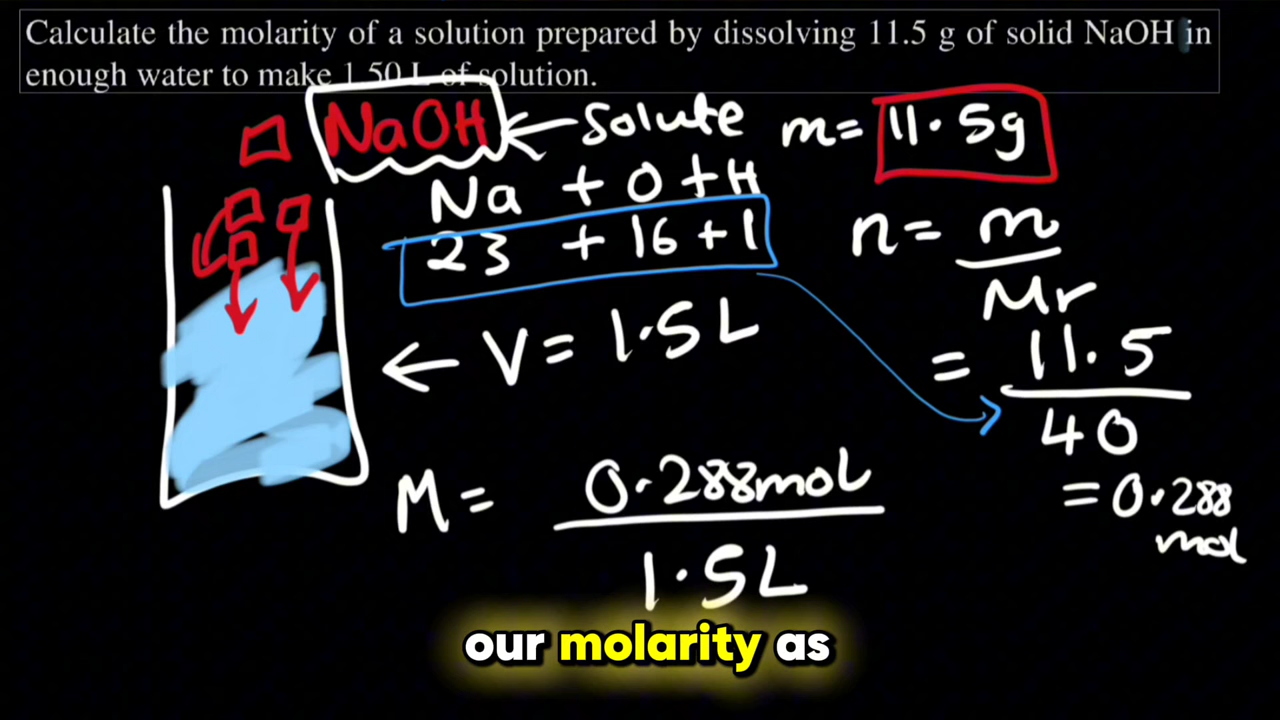 Calculate the molarity of a solution prepared by dissolving 11.5 g of solid NaOH in
enough water to make 1.50 L of solution.
NaOH ← solute
m= 11.5g
Na + O + H
23 + 16 + 1
n= m
Mr
← V = 1.5L
= 11.5
40
= 0.288
mol
M = 0.288mol
1.5L
our molarity as